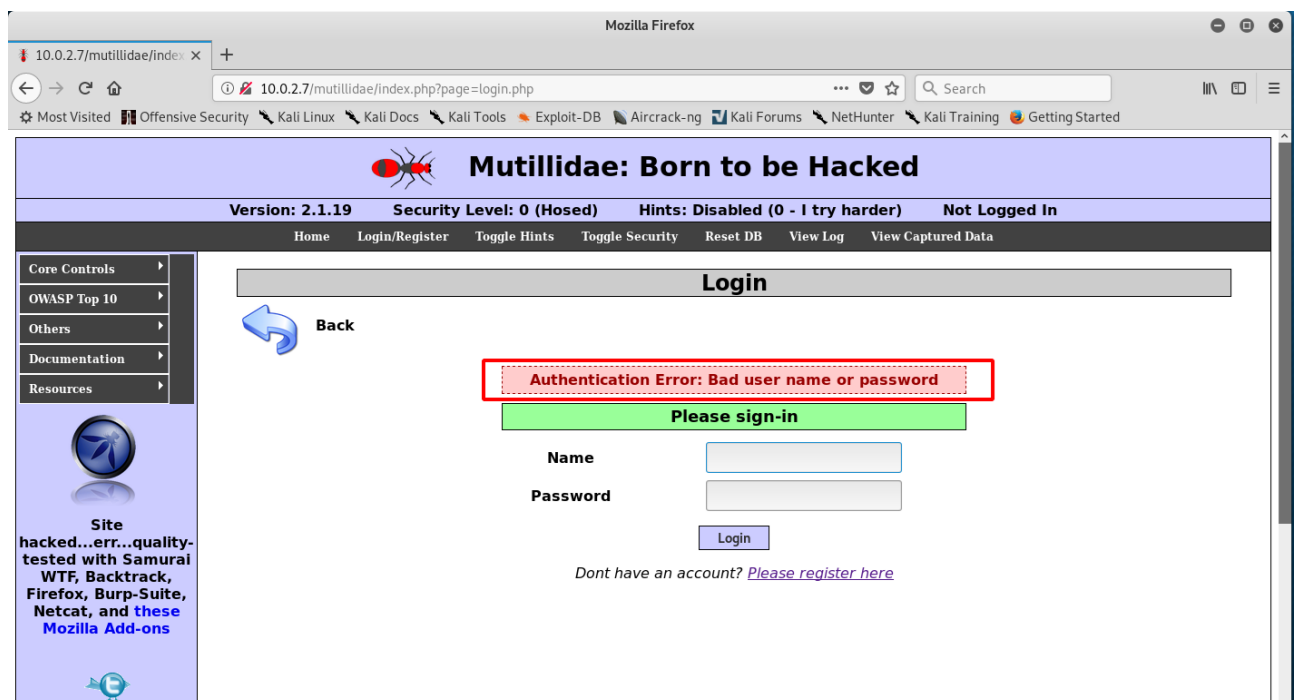 Mozilla Firefox
10.0.2.7/mutillidae/index
10.0.2.7/mutillidae/index.php?page=login.php
Search
Most Visited Offensive Security Kali Linux Kali Docs Kali Tools Exploit-DB Aircrack-ng Kali Forums NetHunter Kali Training Getting Started
Mutillidae: Born to be Hacked
Version: 2.1.19 Security Level: 0 (Hosed) Hints: Disabled (0 - I try harder) Not Logged In
Home Login/Register Toggle Hints Toggle Security Reset DB View Log View Captured Data
Core Controls
OWASP Top 10
Others
Documentation
Resources
Site
hacked...err...quality-
tested with Samurai
WTF, Backtrack,
Firefox, Burp-Suite,
Netcat, and these
Mozilla Add-ons
Login
Back
Authentication Error: Bad user name or password
Please sign-in
Name
Password
Login
Dont have an account? Please register here